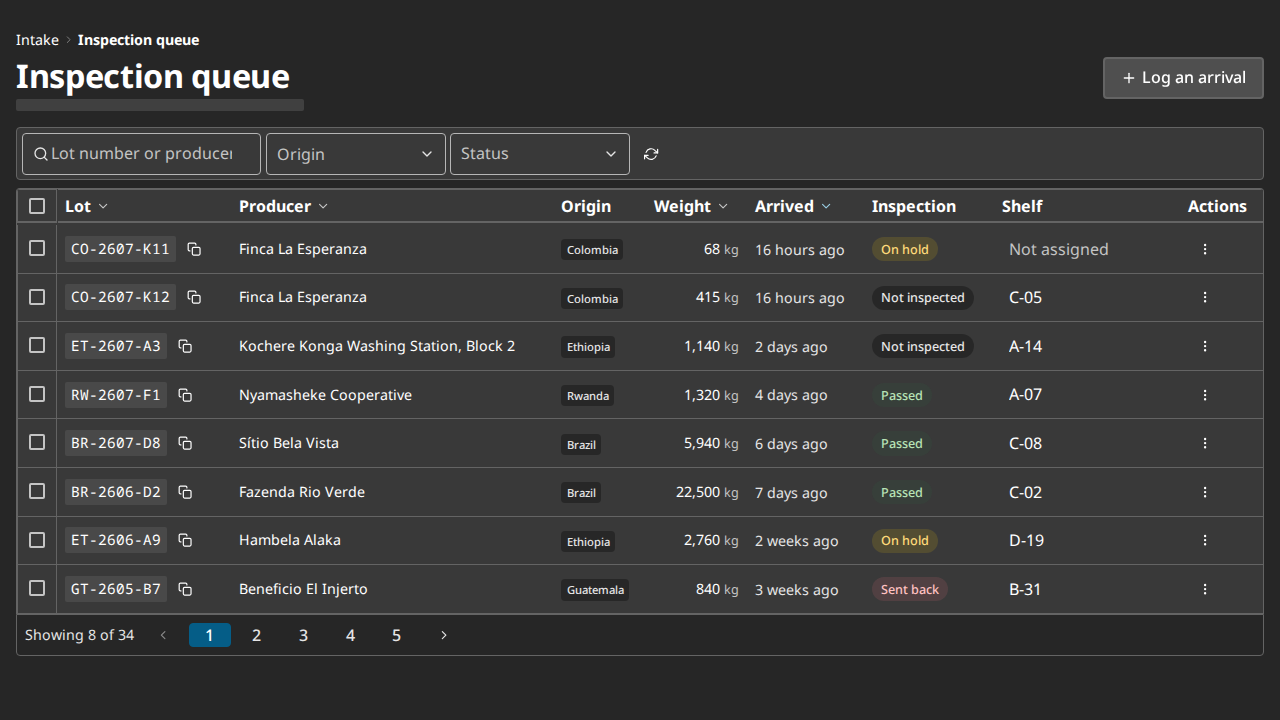 Intake > Inspection queue
Inspection queue
+ Log an arrival
Lot number or producer Origin Status
Lot Producer Origin Weight Arrived Inspection Shelf Actions
CO-2607-K11 Finca La Esperanza Colombia 68 kg 16 hours ago On hold Not assigned
CO-2607-K12 Finca La Esperanza Colombia 415 kg 16 hours ago Not inspected C-05
ET-2607-A3 Kochere Konga Washing Station, Block 2 Ethiopia 1,140 kg 2 days ago Not inspected A-14
RW-2607-F1 Nyamasheke Cooperative Rwanda 1,320 kg 4 days ago Passed A-07
BR-2607-D8 Sítio Bela Vista Brazil 5,940 kg 6 days ago Passed C-08
BR-2606-D2 Fazenda Rio Verde Brazil 22,500 kg 7 days ago Passed C-02
ET-2606-A9 Hambela Alaka Ethiopia 2,760 kg 2 weeks ago On hold D-19
GT-2605-B7 Beneficio El Injerto Guatemala 840 kg 3 weeks ago Sent back B-31
Showing 8 of 34 1 2 3 4 5